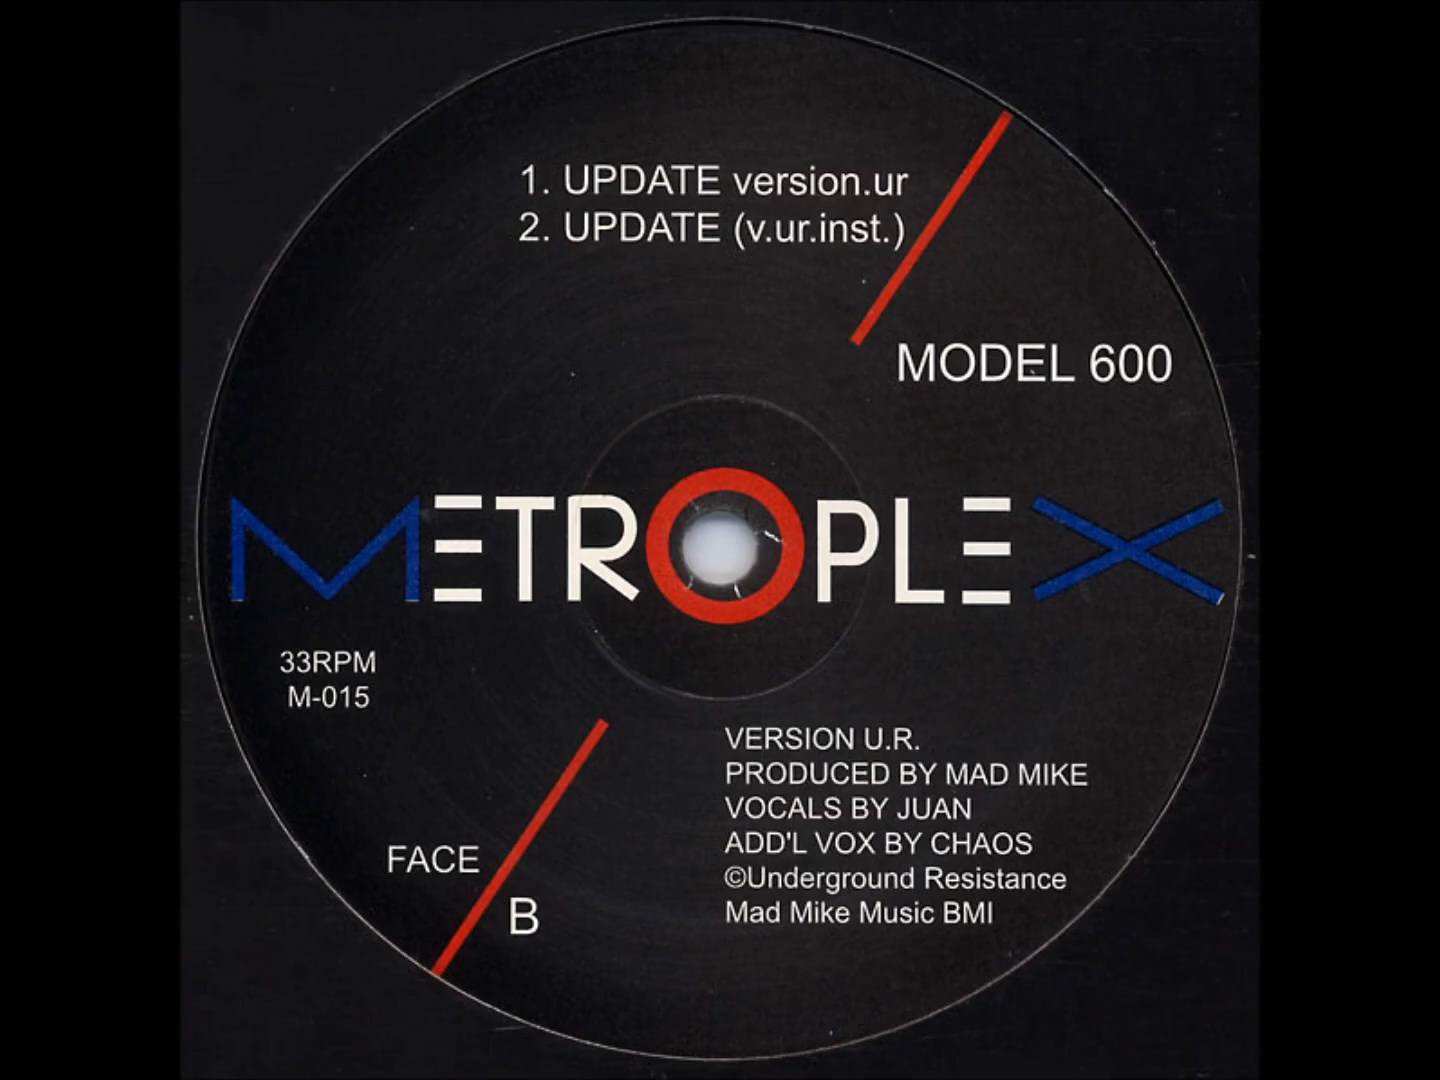 1. UPDATE version.ur
2. UPDATE (v.ur.inst.)
MODEL 600
METROPLEX
33RPM
M-015
FACE
B
VERSION U.R.
PRODUCED BY MAD MIKE
VOCALS BY JUAN
ADD'L VOX BY CHAOS
©Underground Resistance
Mad Mike Music BMI